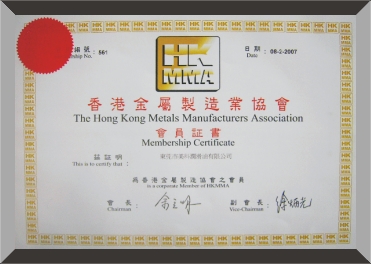 編號: 561 日期: 08-2-2007
Membership No. Date
HK
MMA
香港金屬製造業協會
The Hong Kong Metals Manufacturers Association
會員証書
Membership Certificate
茲証明
This is to certify that :
為香港金屬製造業協會之會員
is a corporate Member of HKMMA
會長: 副會長:
Chairman Vice-Chairman